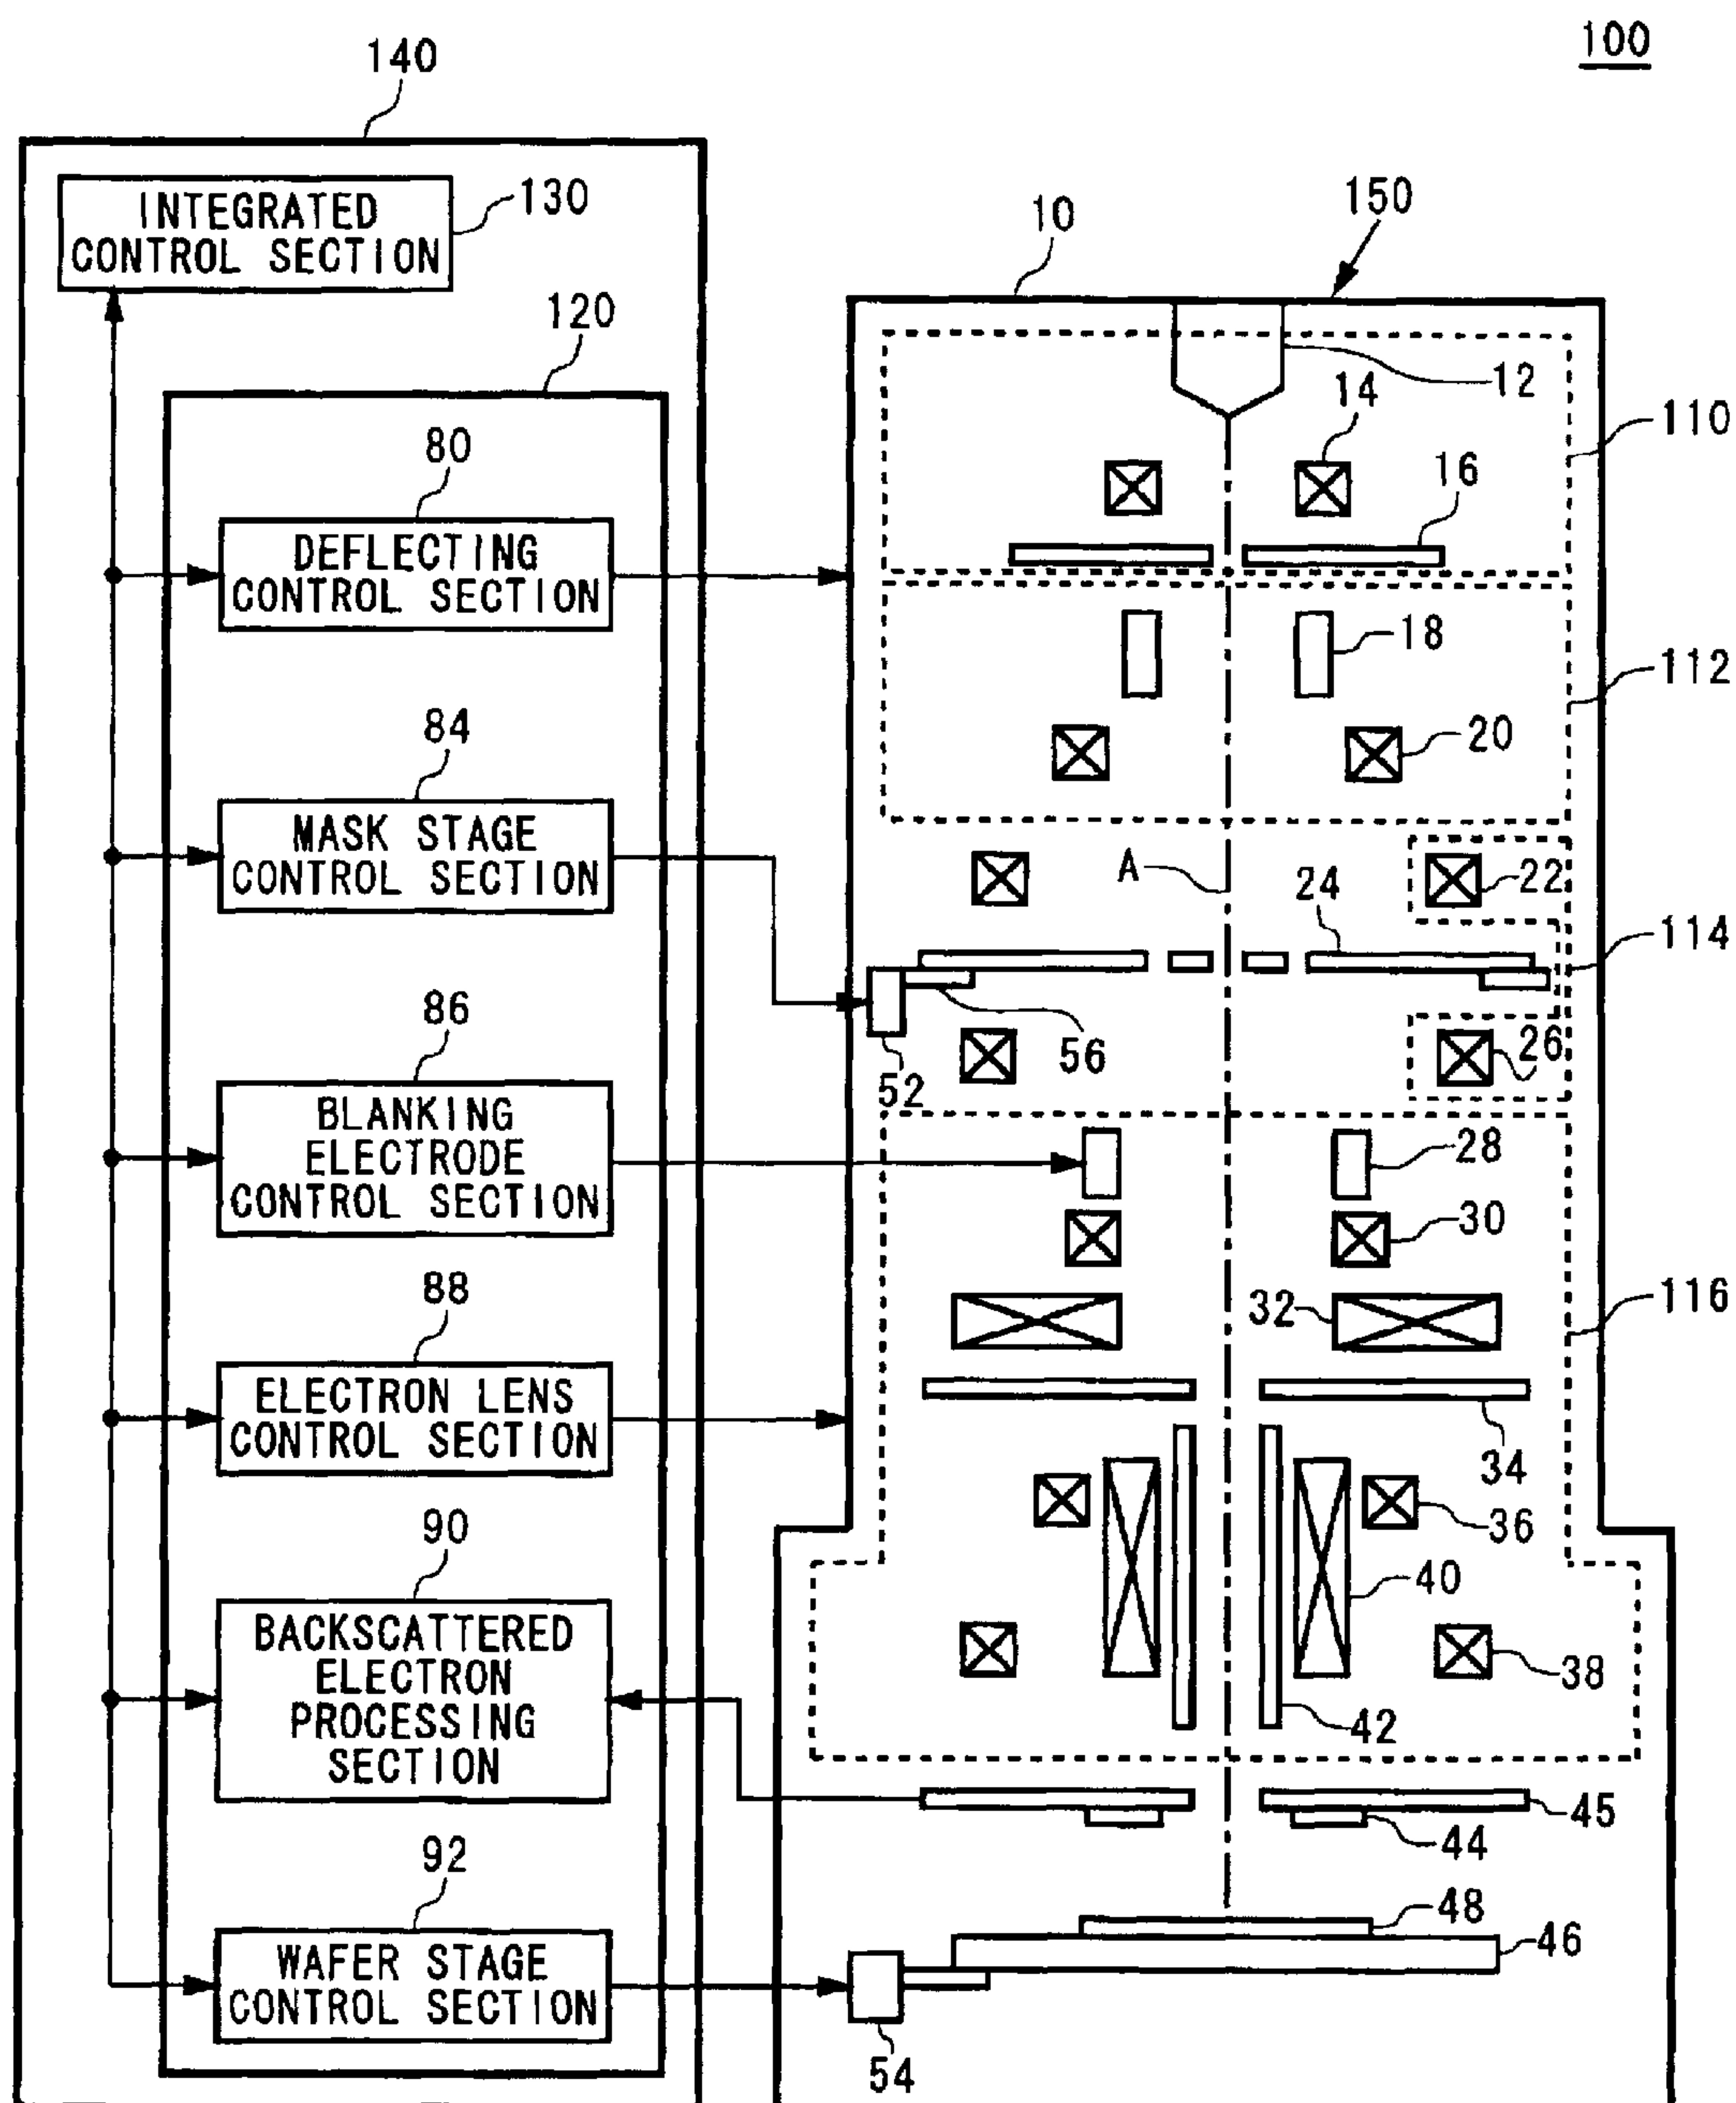 100
140
INTEGRATED
CONTROL SECTION
130
10
150
120
12
14
110
80
16
DEFLECTING
CONTROL SECTION
18
112
84
20
MASK STAGE
CONTROL SECTION
A
24
22
114
86
56
26
52
BLANKING
ELECTRODE
CONTROL SECTION
28
30
88
32
116
ELECTRON LENS
CONTROL SECTION
34
90
36
40
BACKSCATTERED
ELECTRON
PROCESSING
SECTION
38
42
45
44
92
48
46
WAFER STAGE
CONTROL SECTION
54